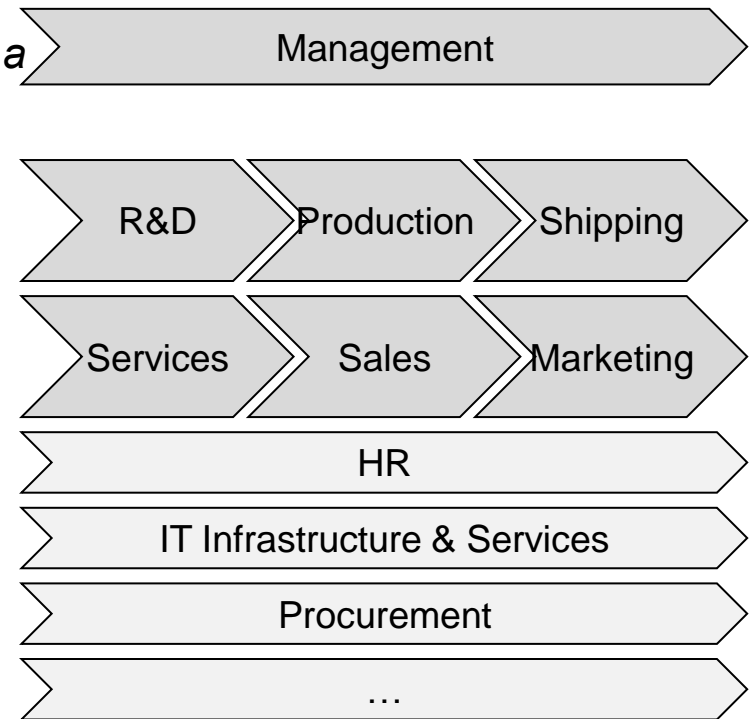 a
Management
R&D Production Shipping
Services Sales Marketing
HR
IT Infrastructure & Services
Procurement
…